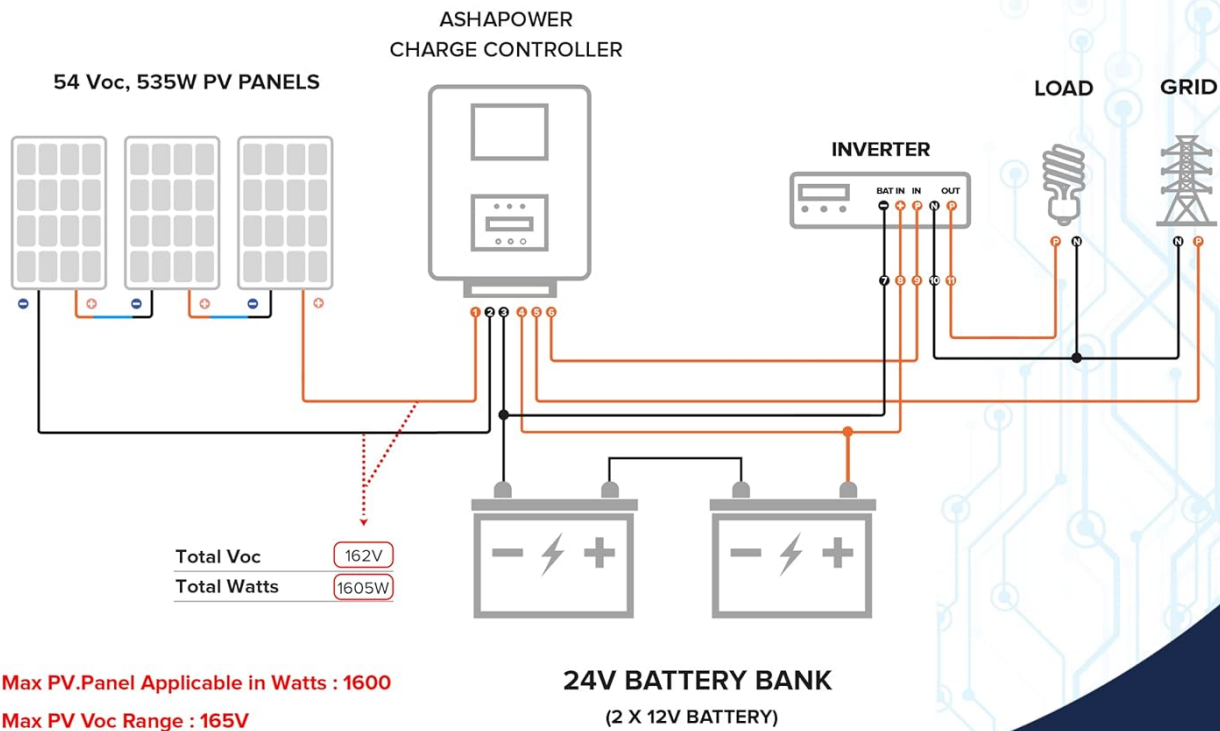 ASHAPOWER
CHARGE CONTROLLER
54 Voc, 535W PV PANELS
LOAD
GRID
INVERTER
BAT IN IN OUT
− + P N P
P N
N P
7 8 9 10 11
− + − + − +
1 2 3 4 5 6
Total Voc 162V
Total Watts 1605W
− + − +
Max PV.Panel Applicable in Watts : 1600
Max PV Voc Range : 165V
24V BATTERY BANK
(2 X 12V BATTERY)